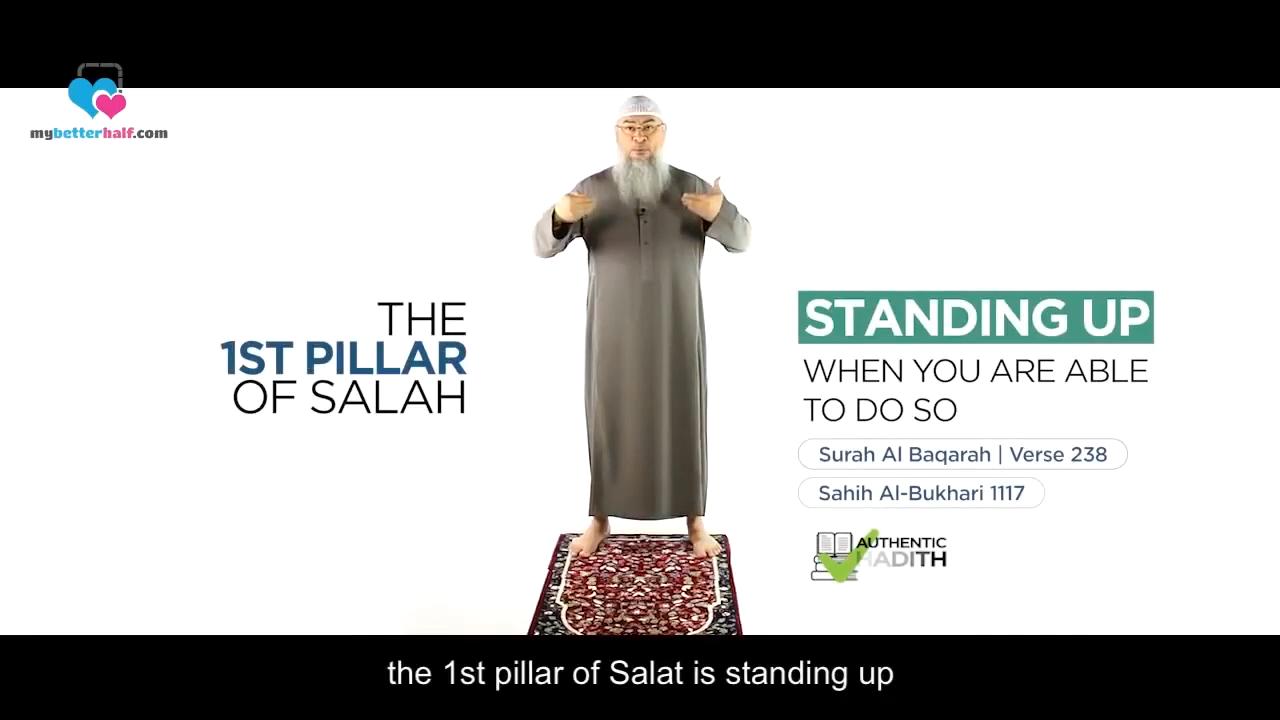 mybetterhalf.com
THE
1ST PILLAR
OF SALAH
STANDING UP
WHEN YOU ARE ABLE
TO DO SO
Surah Al Baqarah | Verse 238
Sahih Al-Bukhari 1117
AUTHENTIC
HADITH
the 1st pillar of Salat is standing up